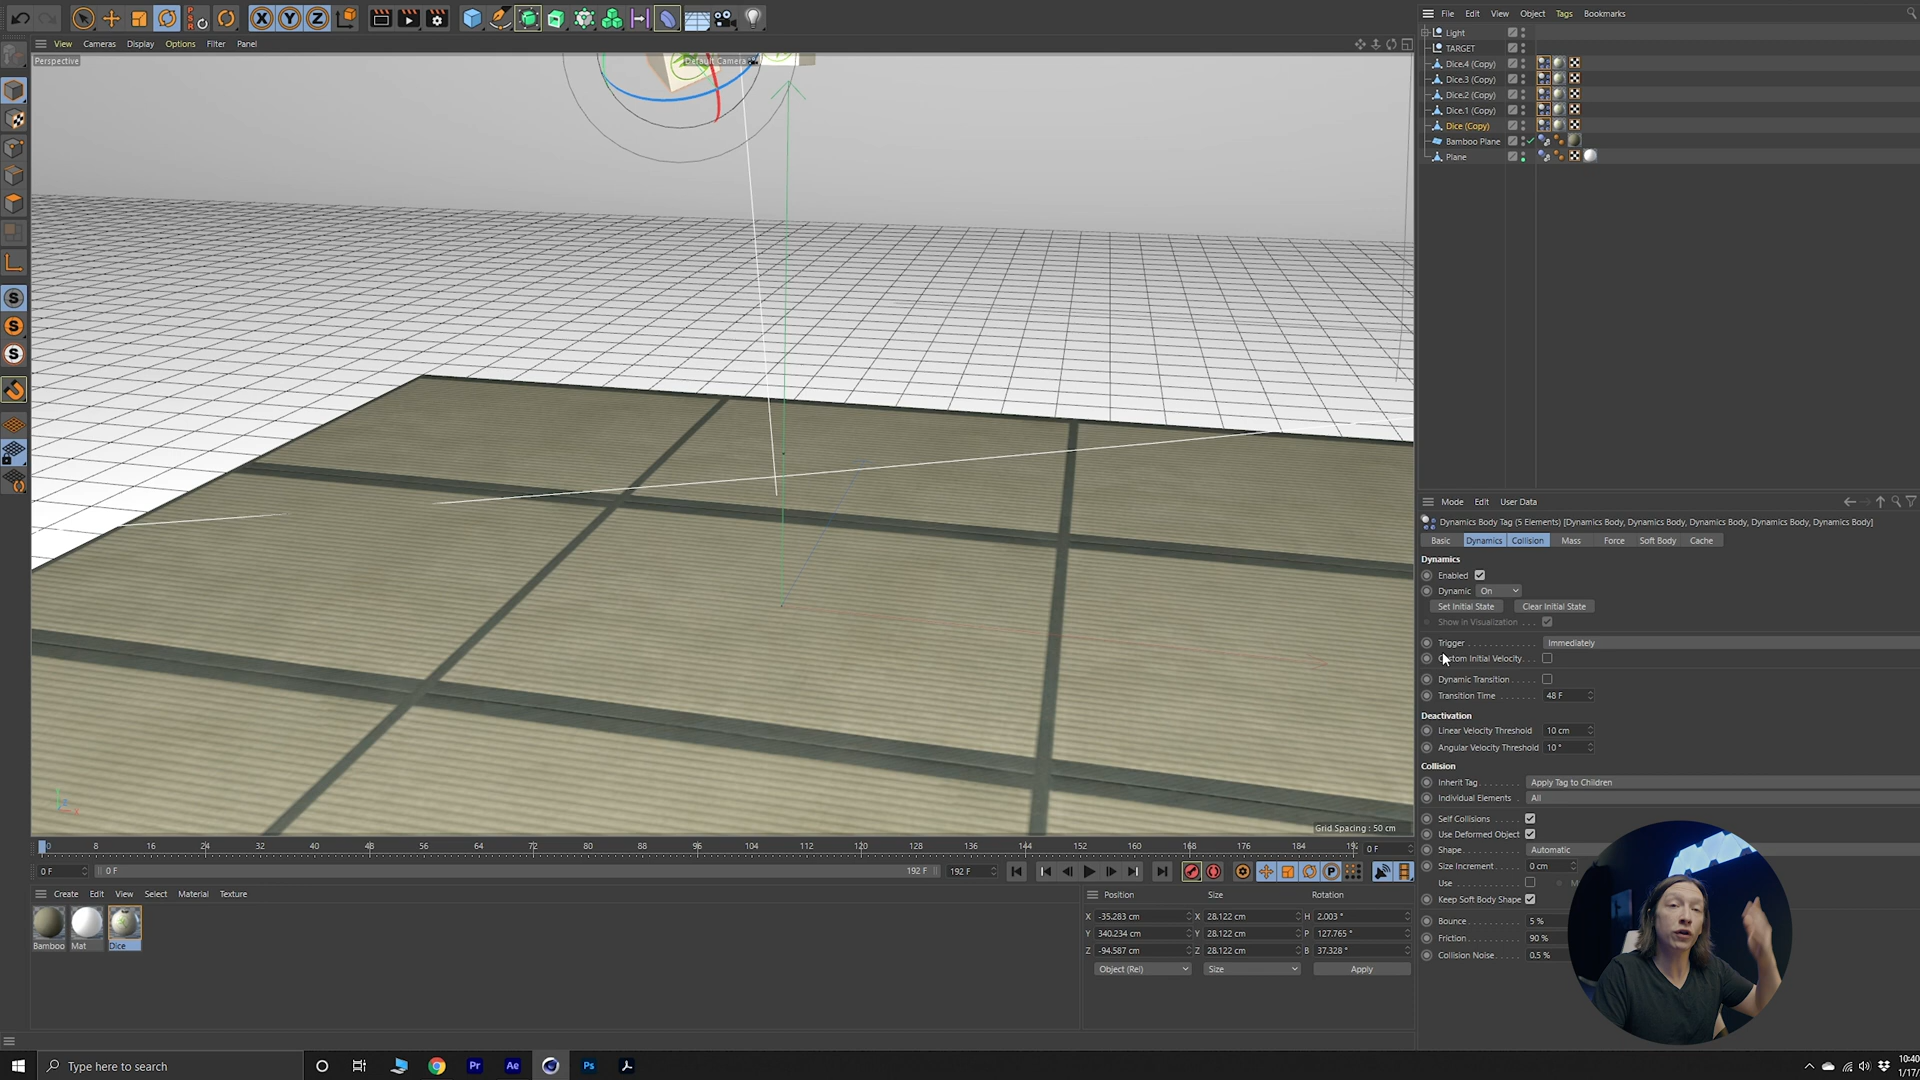 File Edit View Object Tags Bookmarks
View Cameras Display Options Filter Panel
Perspective
Default Camera
Light
TARGET
Dice.4 (Copy)
Dice.3 (Copy)
Dice.2 (Copy)
Dice.1 (Copy)
Dice (Copy)
Bamboo Plane
Plane
Mode Edit User Data
Dynamics Body Tag (5 Elements) [Dynamics Body, Dynamics Body, Dynamics Body, Dynamics Body, Dynamics Body]
Basic Dynamics Collision Mass Force Soft Body Cache
Dynamics
Enabled
Dynamic On
Set Initial State Clear Initial State
Show in Visualization
Trigger Immediately
Custom Initial Velocity
Dynamic Transition
Transition Time 48 F
Deactivation
Linear Velocity Threshold 10 cm
Angular Velocity Threshold 10 °
Collision
Inherit Tag Apply Tag to Children
Individual Elements All
Self Collisions
Use Deformed Object
Shape Automatic
Size Increment 0 cm
Use
Keep Soft Body Shape
Bounce 5 %
Friction 90 %
Collision Noise 0.5 %
Grid Spacing : 50 cm
0 8 16 24 32 40 48 56 64 72 80 88 96 104 112 120 128 136 144 152 160 168 176 184 192 0 F
0 F 0 F 192 F 192 F
Create Edit View Select Material Texture
Bamboo Mat Dice
Position Size Rotation
X -35.283 cm X 28.122 cm H 2.003 °
Y 340.234 cm Y 28.122 cm P 127.765 °
Z -94.587 cm Z 28.122 cm B 37.328 °
Object (Rel) Size Apply
Type here to search
Pr Ae Ps
10:40
1/17/